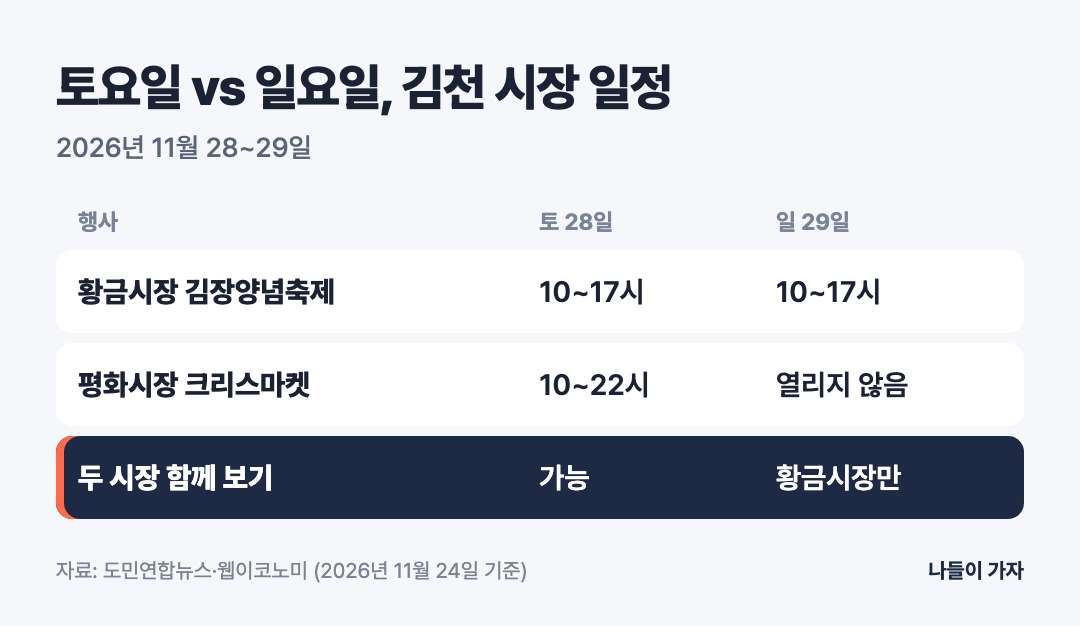 토요일 vs 일요일, 김천 시장 일정
2026년 11월 28~29일
행사 토 28일 일 29일
황금시장 김장양념축제 10~17시 10~17시
평화시장 크리스마켓 10~22시 열리지 않음
두 시장 함께 보기 가능 황금시장만
자료: 도민연합뉴스·웹이코노미 (2026년 11월 24일 기준) 나들이 가자